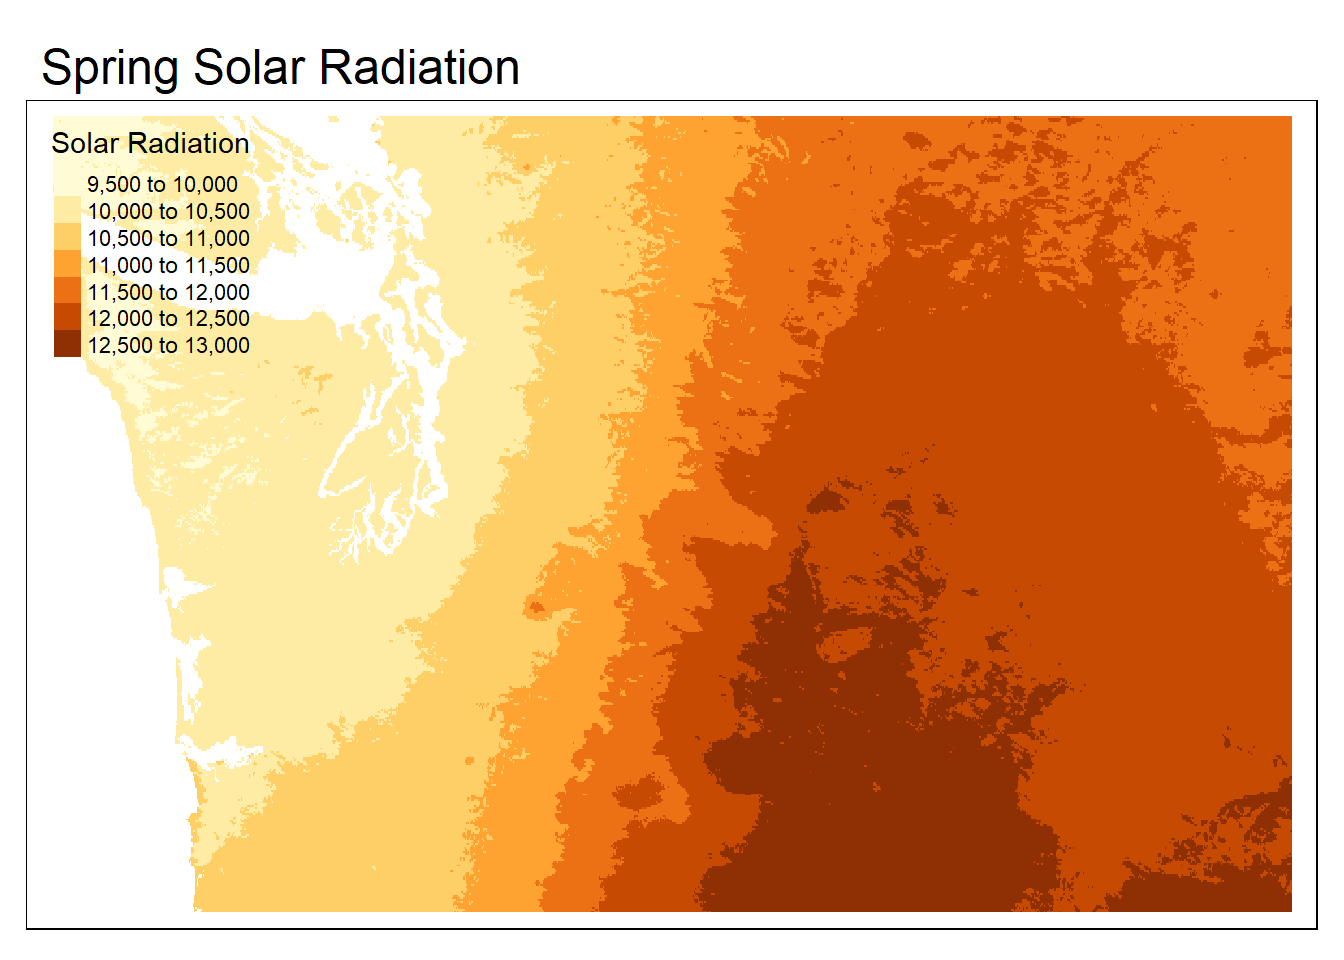 Spring Solar Radiation
Solar Radiation
9,500 to 10,000
10,000 to 10,500
10,500 to 11,000
11,000 to 11,500
11,500 to 12,000
12,000 to 12,500
12,500 to 13,000